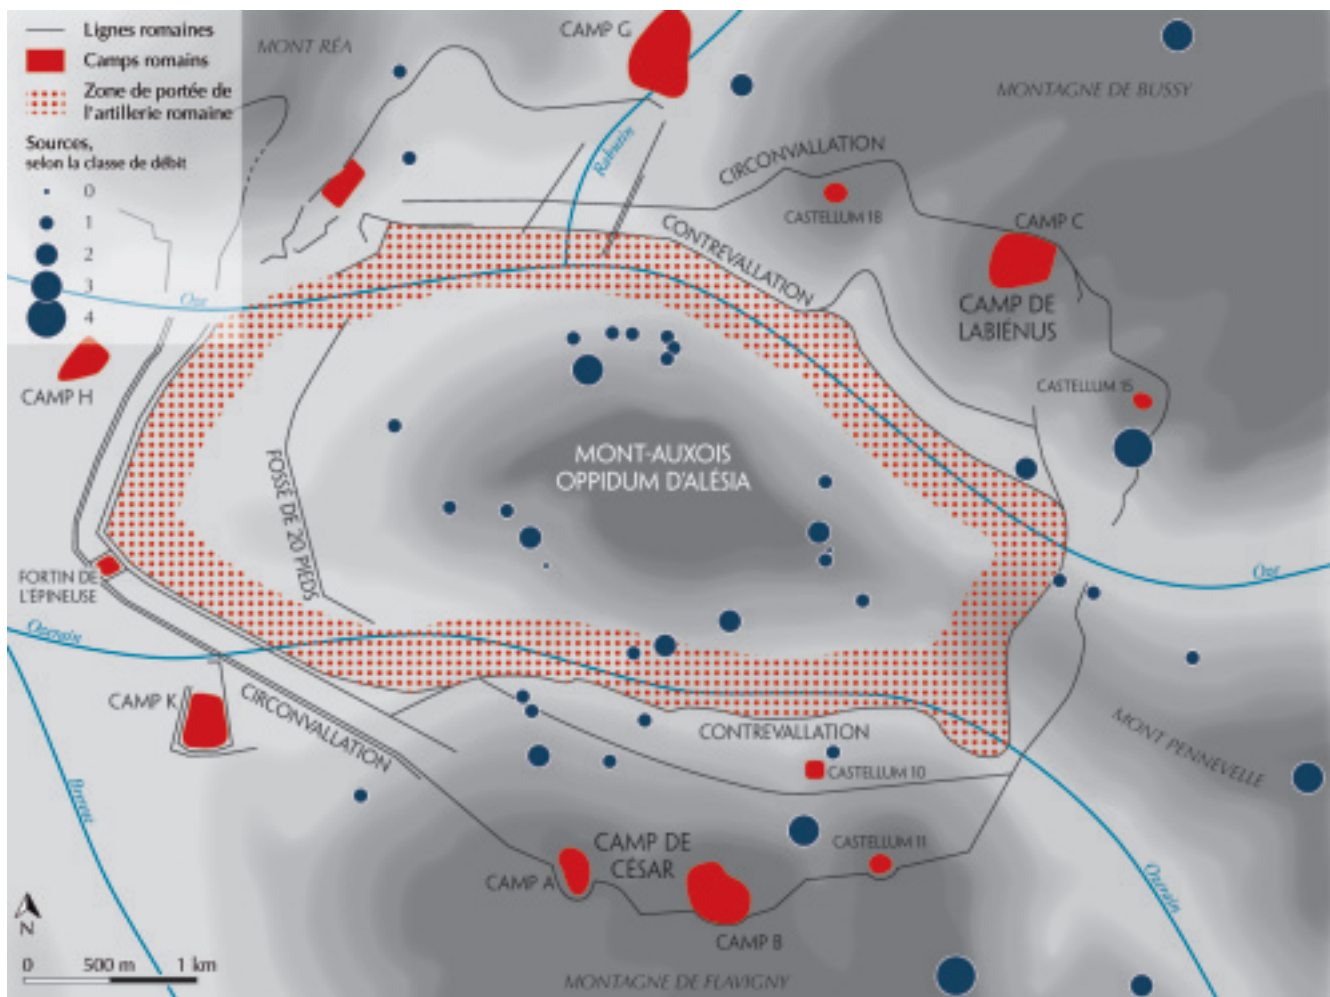 Lignes romaines
Camps romains
Zone de portée de
l'artillerie romaine
Sources,
selon la classe de débit
0
1
2
3
4
MONT RÉA
CAMP G
MONTAGNE DE BUSSY
Rabutin
CIRCONVALLATION
CASTELLUM 18
CAMP C
CONTREVALLATION
CAMP DE
LABIÉNUS
Oze
CAMP H
CASTELLUM 15
MONT-AUXOIS
OPPIDUM D'ALÉSIA
FOSSÉ DE 20 PIEDS
FORTIN DE
L'ÉPINEUSE
Oze
Ozerain
CAMP K
CIRCONVALLATION
CONTREVALLATION
MONT PENNEVELLE
CASTELLUM 10
Brenne
CAMP DE
CÉSAR
CASTELLUM 11
CAMP A
Ozerain
CAMP B
N
0 500 m 1 km
MONTAGNE DE FLAVIGNY